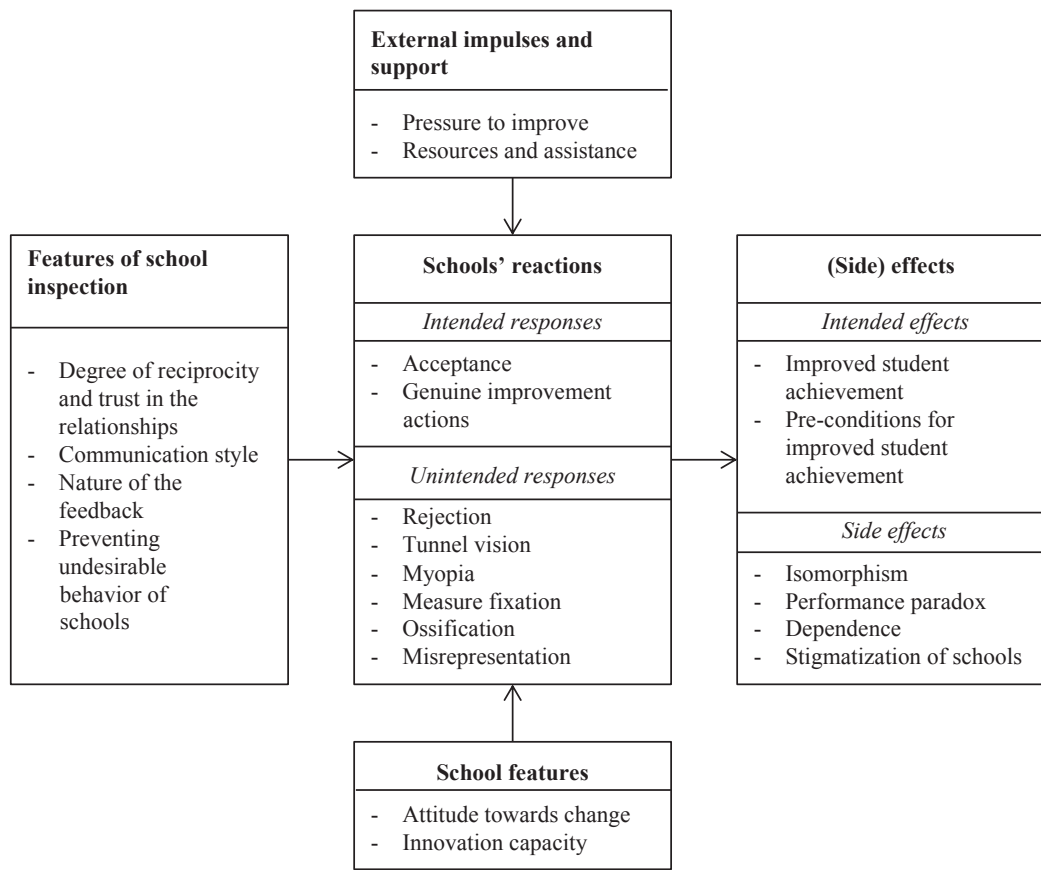 External impulses and
support
- Pressure to improve
- Resources and assistance
Features of school
inspection
- Degree of reciprocity
and trust in the
relationships
- Communication style
- Nature of the
feedback
- Preventing
undesirable
behavior of
schools
Schools’ reactions
Intended responses
- Acceptance
- Genuine improvement
actions
Unintended responses
- Rejection
- Tunnel vision
- Myopia
- Measure fixation
- Ossification
- Misrepresentation
(Side) effects
Intended effects
- Improved student
achievement
- Pre-conditions for
improved student
achievement
Side effects
- Isomorphism
- Performance paradox
- Dependence
- Stigmatization of schools
School features
- Attitude towards change
- Innovation capacity